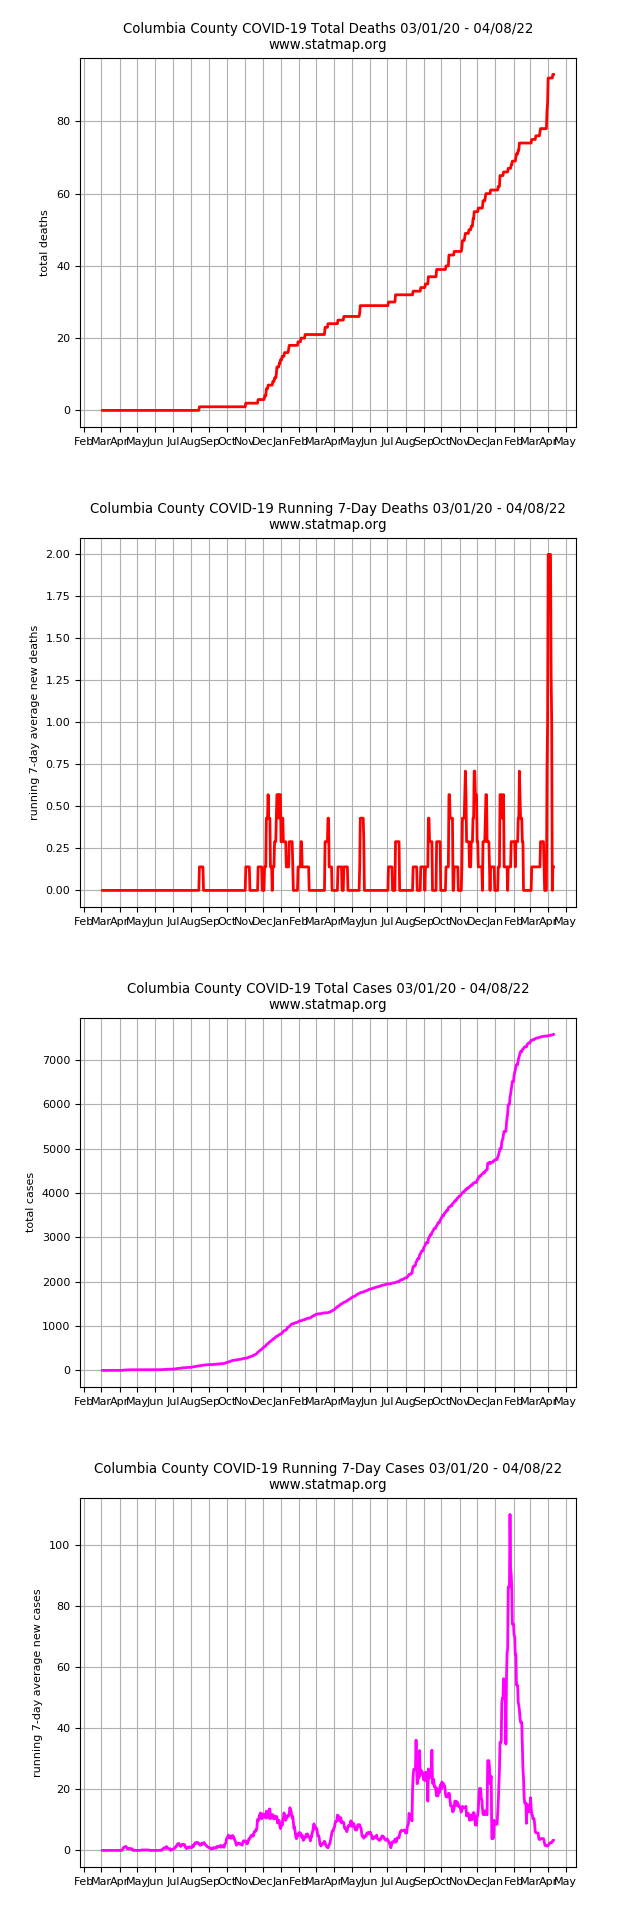 Columbia County COVID-19 Total Deaths 03/01/20 - 04/08/22
www.statmap.org
80
60
40
20
0
total deaths
Feb Mar Apr May Jun Jul Aug Sep Oct Nov Dec Jan Feb Mar Apr May Jun Jul Aug Sep Oct Nov Dec Jan Feb Mar Apr May
Columbia County COVID-19 Running 7-Day Deaths 03/01/20 - 04/08/22
www.statmap.org
2.00
1.75
1.50
1.25
1.00
0.75
0.50
0.25
0.00
running 7-day average new deaths
Feb Mar Apr May Jun Jul Aug Sep Oct Nov Dec Jan Feb Mar Apr May Jun Jul Aug Sep Oct Nov Dec Jan Feb Mar Apr May
Columbia County COVID-19 Total Cases 03/01/20 - 04/08/22
www.statmap.org
7000
6000
5000
4000
3000
2000
1000
0
total cases
Feb Mar Apr May Jun Jul Aug Sep Oct Nov Dec Jan Feb Mar Apr May Jun Jul Aug Sep Oct Nov Dec Jan Feb Mar Apr May
Columbia County COVID-19 Running 7-Day Cases 03/01/20 - 04/08/22
www.statmap.org
100
80
60
40
20
0
running 7-day average new cases
Feb Mar Apr May Jun Jul Aug Sep Oct Nov Dec Jan Feb Mar Apr May Jun Jul Aug Sep Oct Nov Dec Jan Feb Mar Apr May